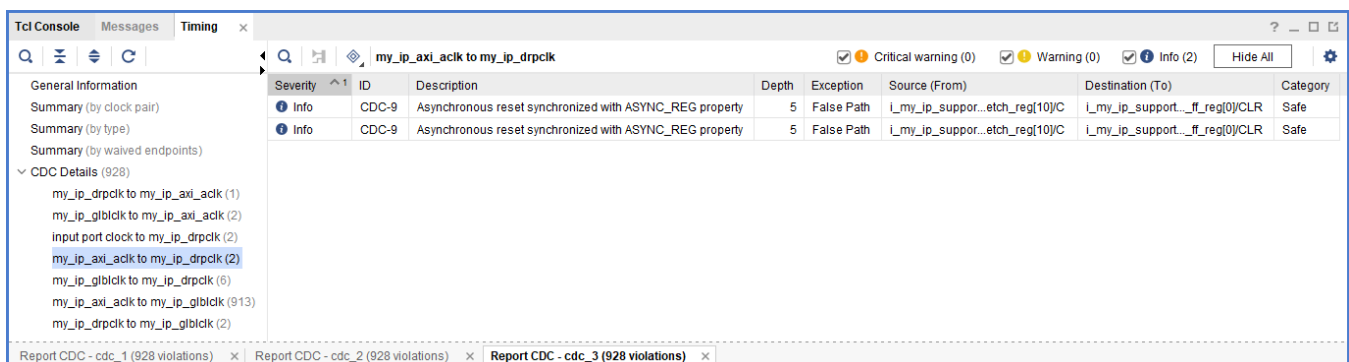 Tcl Console Messages Timing ×
? _
my_ip_axi_aclk to my_ip_drpclk Critical warning (0) Warning (0) Info (2) Hide All
General Information
Summary (by clock pair)
Summary (by type)
Summary (by waived endpoints)
CDC Details (928)
my_ip_drpclk to my_ip_axi_aclk (1)
my_ip_glblclk to my_ip_axi_aclk (2)
input port clock to my_ip_drpclk (2)
my_ip_axi_aclk to my_ip_drpclk (2)
my_ip_glblclk to my_ip_drpclk (6)
my_ip_axi_aclk to my_ip_glblclk (913)
my_ip_drpclk to my_ip_glblclk (2)
Severity ^1 ID Description Depth Exception Source (From) Destination (To) Category
Info CDC-9 Asynchronous reset synchronized with ASYNC_REG property 5 False Path i_my_ip_suppor...etch_reg[10]/C i_my_ip_support..._ff_reg[0]/CLR Safe
Info CDC-9 Asynchronous reset synchronized with ASYNC_REG property 5 False Path i_my_ip_suppor...etch_reg[10]/C i_my_ip_support..._ff_reg[0]/CLR Safe
Report CDC - cdc_1 (928 violations) × Report CDC - cdc_2 (928 violations) × Report CDC - cdc_3 (928 violations) ×